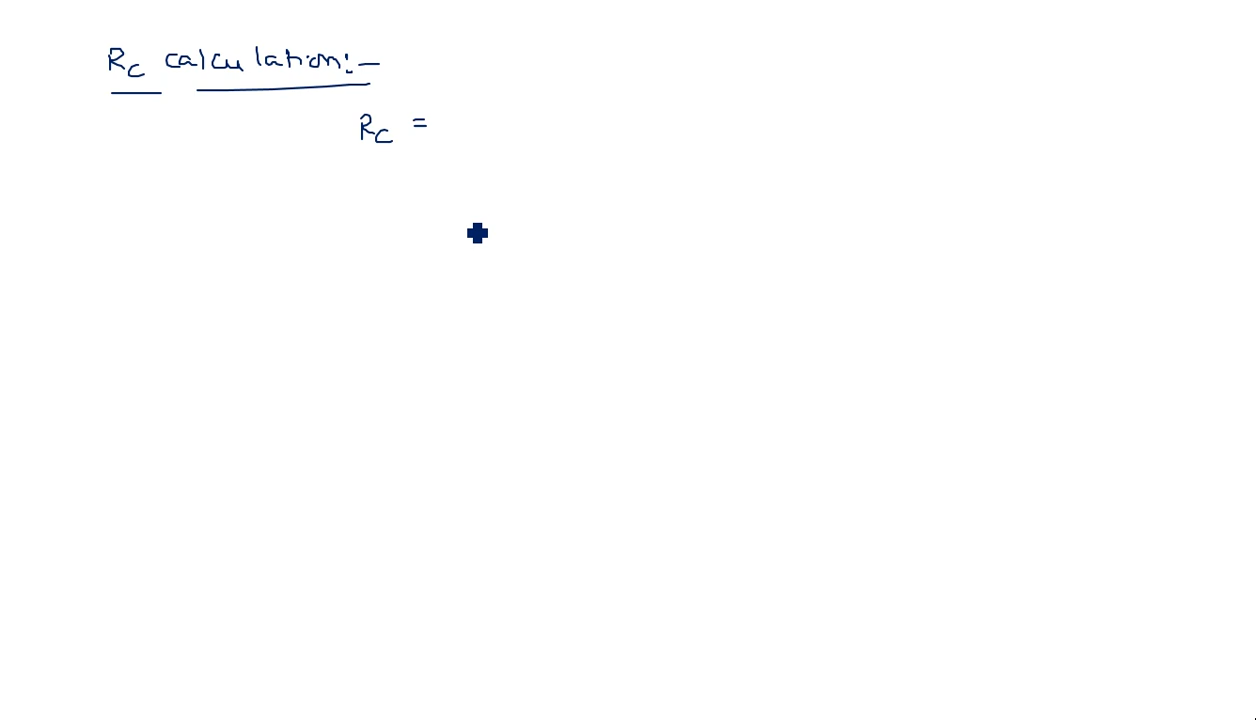 Rc calculation:-
Rc =